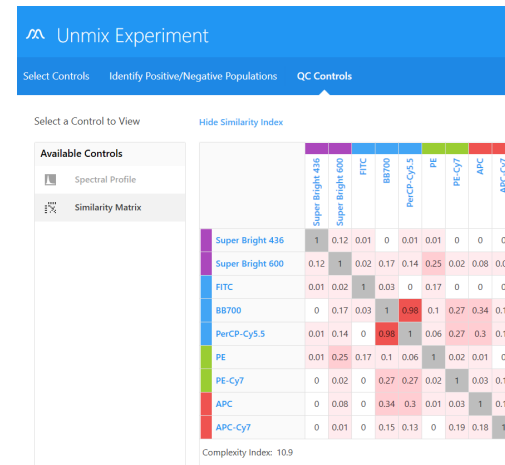 Unmix Experiment
Select Controls Identify Positive/Negative Populations QC Controls
Select a Control to View Hide Similarity Index
Available Controls
Spectral Profile
Similarity Matrix
Super Bright 436 Super Bright 600 FITC BB700 PerCP-Cy5.5 PE PE-Cy7 APC APC-Cy7
Super Bright 436 1 0.12 0.01 0 0.01 0.01 0 0
Super Bright 600 0.12 1 0.02 0.17 0.14 0.25 0.02 0.08
FITC 0.01 0.02 1 0.03 0 0.17 0 0
BB700 0 0.17 0.03 1 0.98 0.1 0.27 0.34
PerCP-Cy5.5 0.01 0.14 0 0.98 1 0.06 0.27 0.3
PE 0.01 0.25 0.17 0.1 0.06 1 0.02 0.01
PE-Cy7 0 0.02 0 0.27 0.27 0.02 1 0.03
APC 0 0.08 0 0.34 0.3 0.01 0.03 1
APC-Cy7 0 0.01 0 0.15 0.13 0 0.19 0.18
Complexity Index: 10.9